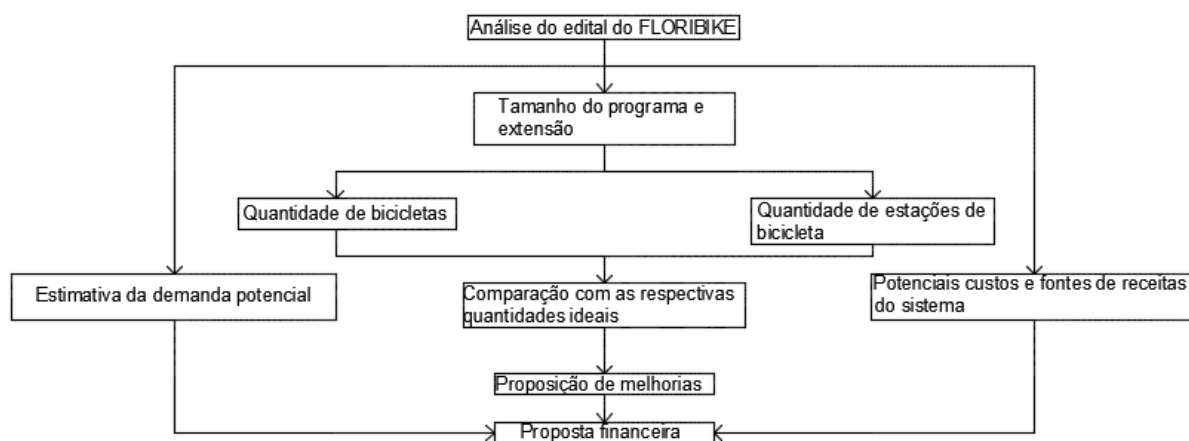 Análise do edital do FLORIBIKE
Tamanho do programa e
extensão
Quantidade de bicicletas
Quantidade de estações de
bicicleta
Estimativa da demanda potencial
Comparação com as respectivas
quantidades ideais
Potenciais custos e fontes de receitas
do sistema
Proposição de melhorias
Proposta financeira